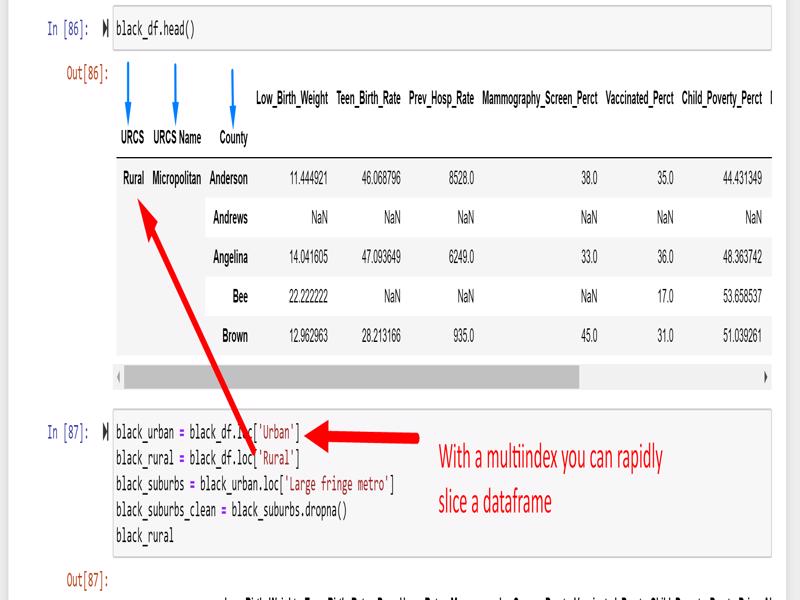 In [86]:
black_df.head()
Out[86]:
Low_Birth_Weight Teen_Birth_Rate Prev_Hosp_Rate Mammography_Screen_Perct Vaccinated_Perct Child_Poverty_Perct
URCS URCS Name County
Rural Micropolitan Anderson 11.444921 46.068796 8528.0 38.0 35.0 44.431349
Andrews NaN NaN NaN NaN NaN NaN
Angelina 14.041605 47.093649 6249.0 33.0 36.0 48.363742
Bee 22.222222 NaN NaN NaN 17.0 53.658537
Brown 12.962963 28.213166 935.0 45.0 31.0 51.039261
In [87]:
black_urban = black_df.loc['Urban']
black_rural = black_df.loc['Rural']
black_suburbs = black_urban.loc['Large fringe metro']
black_suburbs_clean = black_suburbs.dropna()
black_rural
With a multiindex you can rapidly
slice a dataframe
Out[87]: